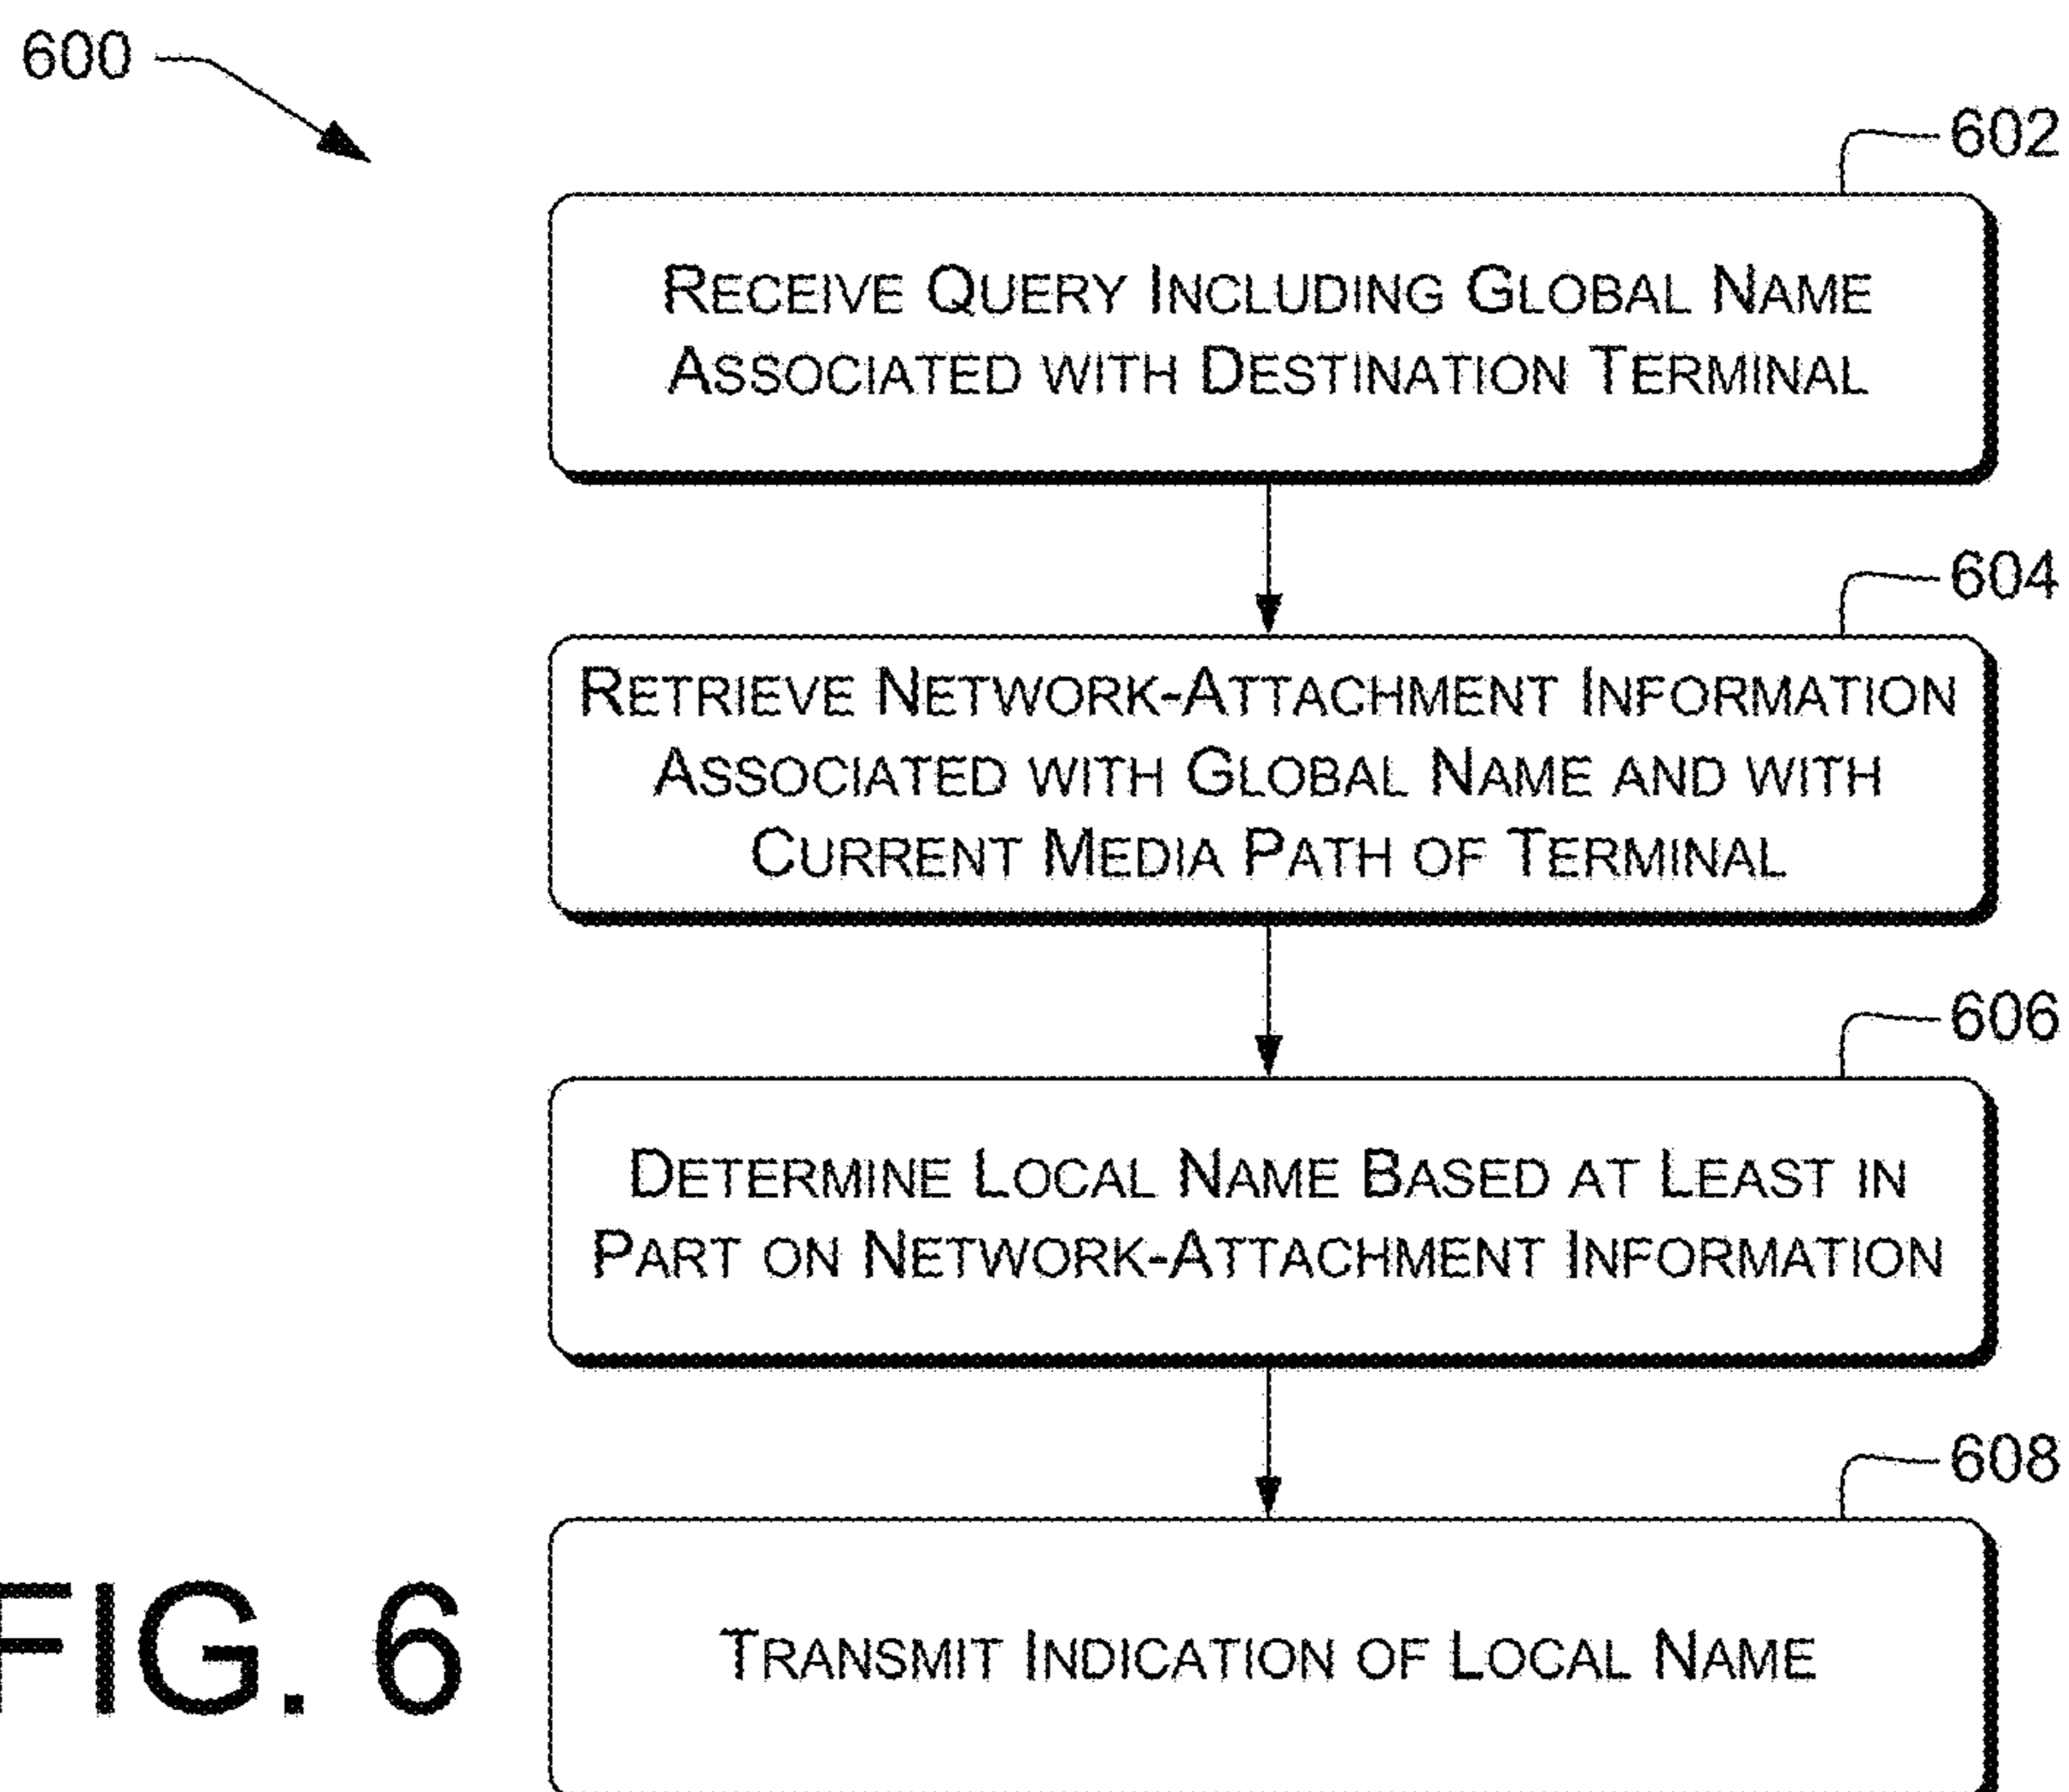 600
602
RECEIVE QUERY INCLUDING GLOBAL NAME
ASSOCIATED WITH DESTINATION TERMINAL
604
RETRIEVE NETWORK-ATTACHMENT INFORMATION
ASSOCIATED WITH GLOBAL NAME AND WITH
CURRENT MEDIA PATH OF TERMINAL
606
DETERMINE LOCAL NAME BASED AT LEAST IN
PART ON NETWORK-ATTACHMENT INFORMATION
608
TRANSMIT INDICATION OF LOCAL NAME
FIG. 6